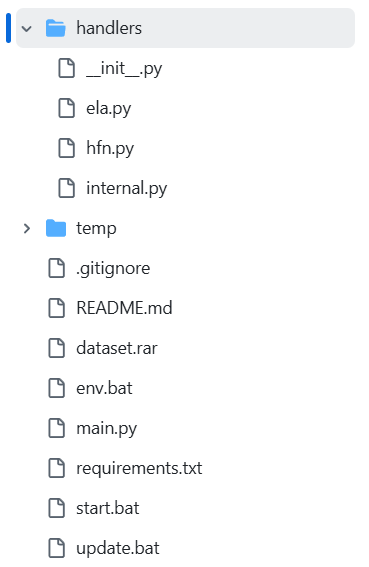 handlers
__init__.py
ela.py
hfn.py
internal.py
temp
.gitignore
README.md
dataset.rar
env.bat
main.py
requirements.txt
start.bat
update.bat